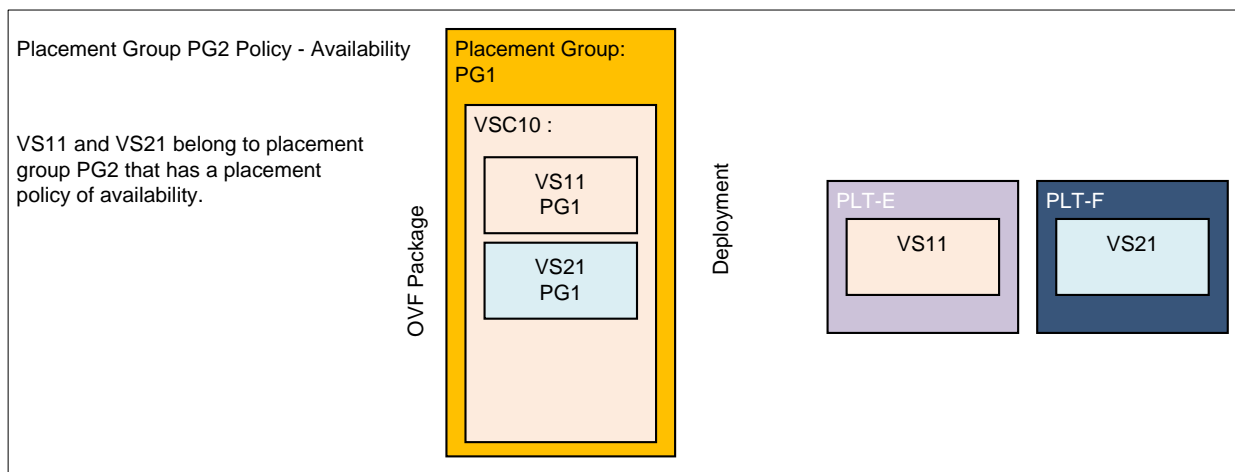 Placement Group PG2 Policy - Availability
VS11 and VS21 belong to placement
group PG2 that has a placement
policy of availability.
OVF Package
Placement Group:
PG1
VSC10 :
VS11
PG1
VS21
PG1
Deployment
PLT-E
VS11
PLT-F
VS21